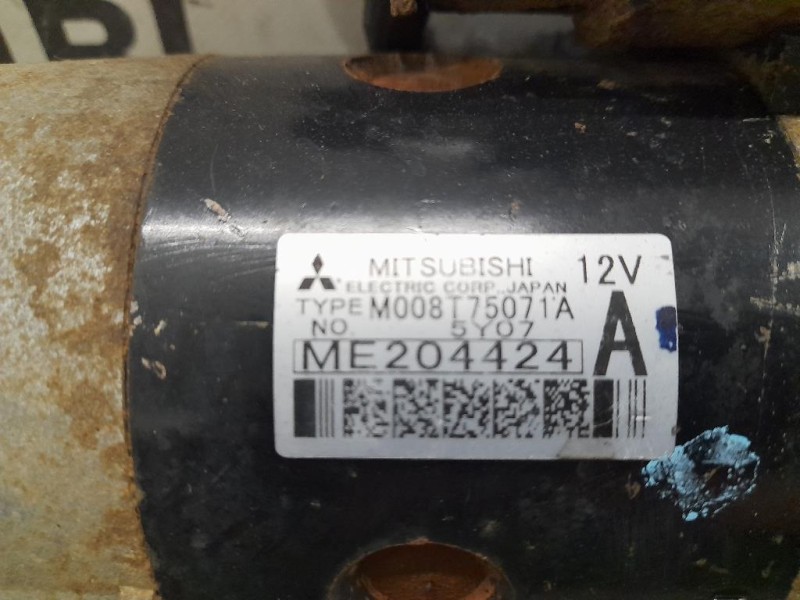 MITSUBISHI 12V
ELECTRIC CORP., JAPAN
TYPE M008T75071A A
NO. 5Y07
ME204424